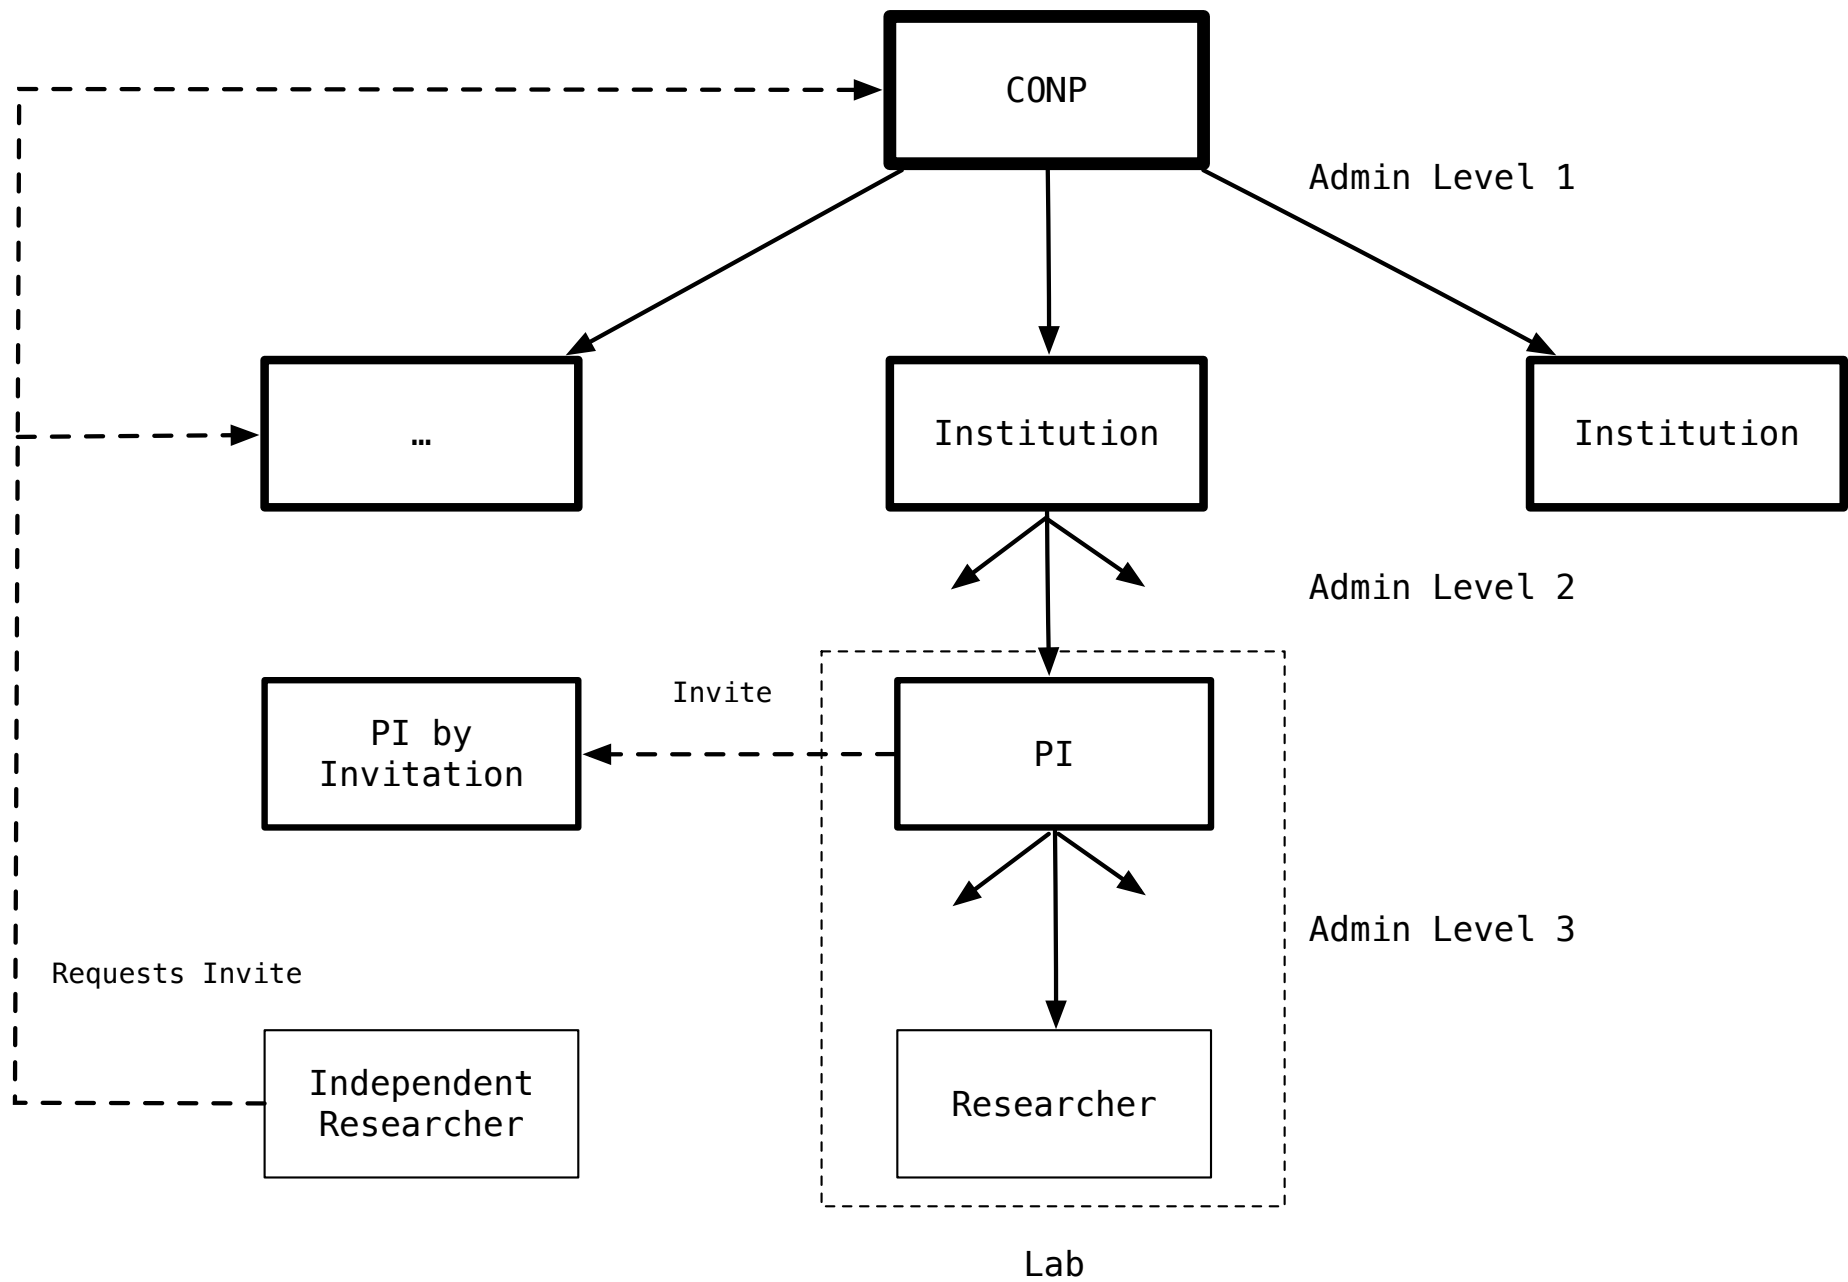 CONP
Admin Level 1
…
Institution
Institution
Admin Level 2
Invite
PI by
Invitation
PI
Admin Level 3
Requests Invite
Independent
Researcher
Researcher
Lab